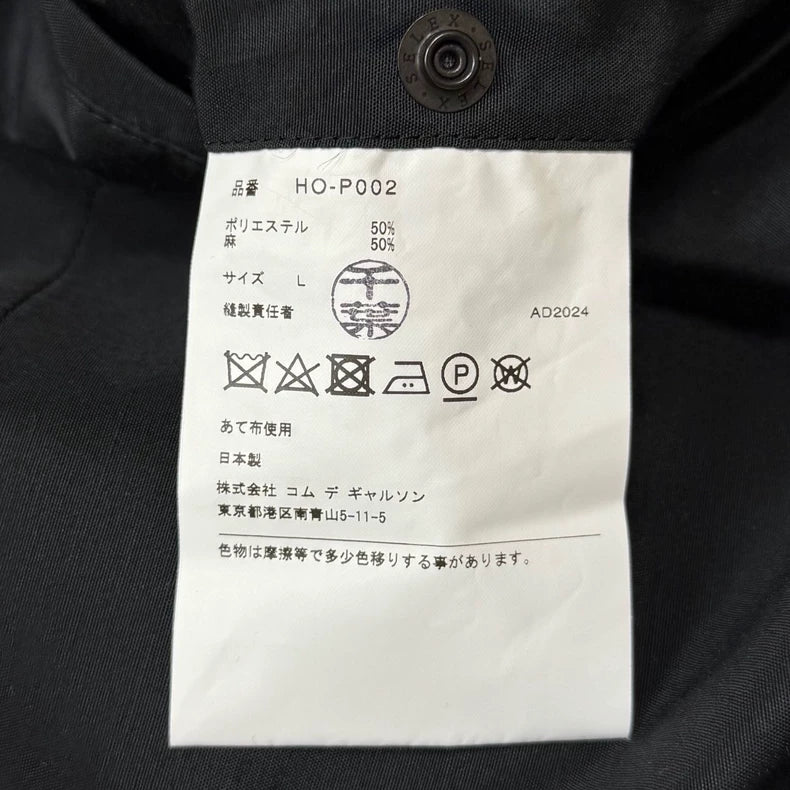 SELEX・SELEX・
品番 HO-P002
ポリエステル 50%
麻 50%
サイズ L
千葉
縫製責任者 AD2024
P
W
あて布使用
日本製
株式会社 コム デ ギャルソン
東京都港区南青山5-11-5
色物は摩擦等で多少色移りする事があります。